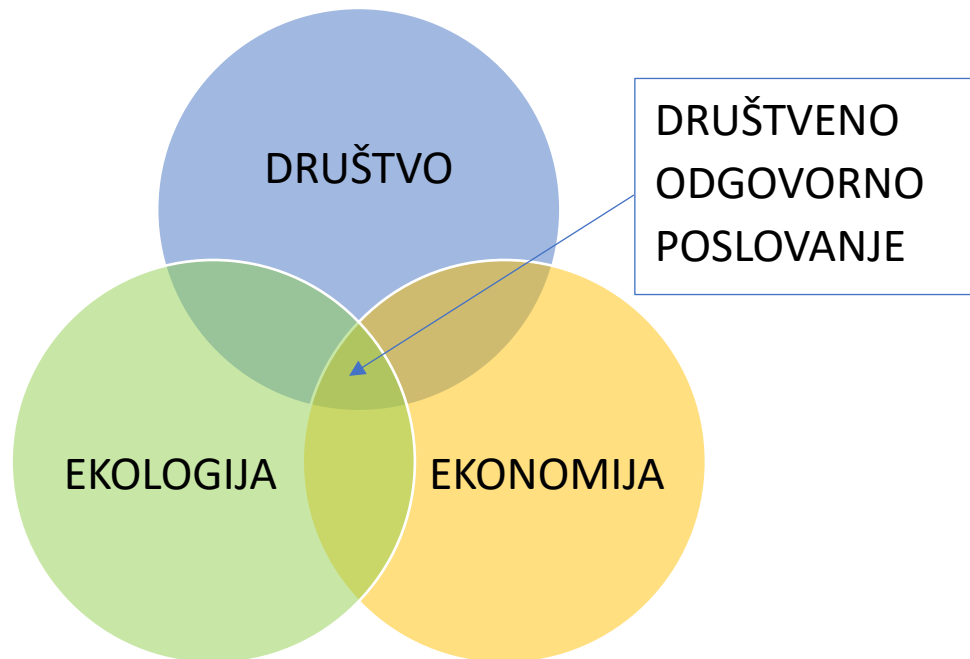 DRUŠTVO
DRUŠTVENO
ODGOVORNO
POSLOVANJE
EKOLOGIJA
EKONOMIJA